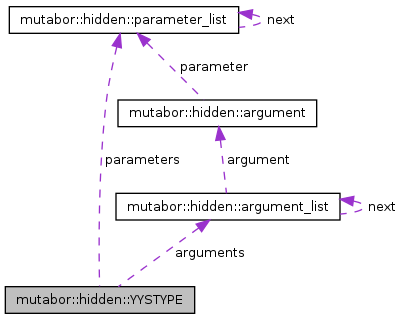 mutabor::hidden::parameter_list
next
parameter
mutabor::hidden::argument
parameters
argument
mutabor::hidden::argument_list
next
arguments
mutabor::hidden::YYSTYPE